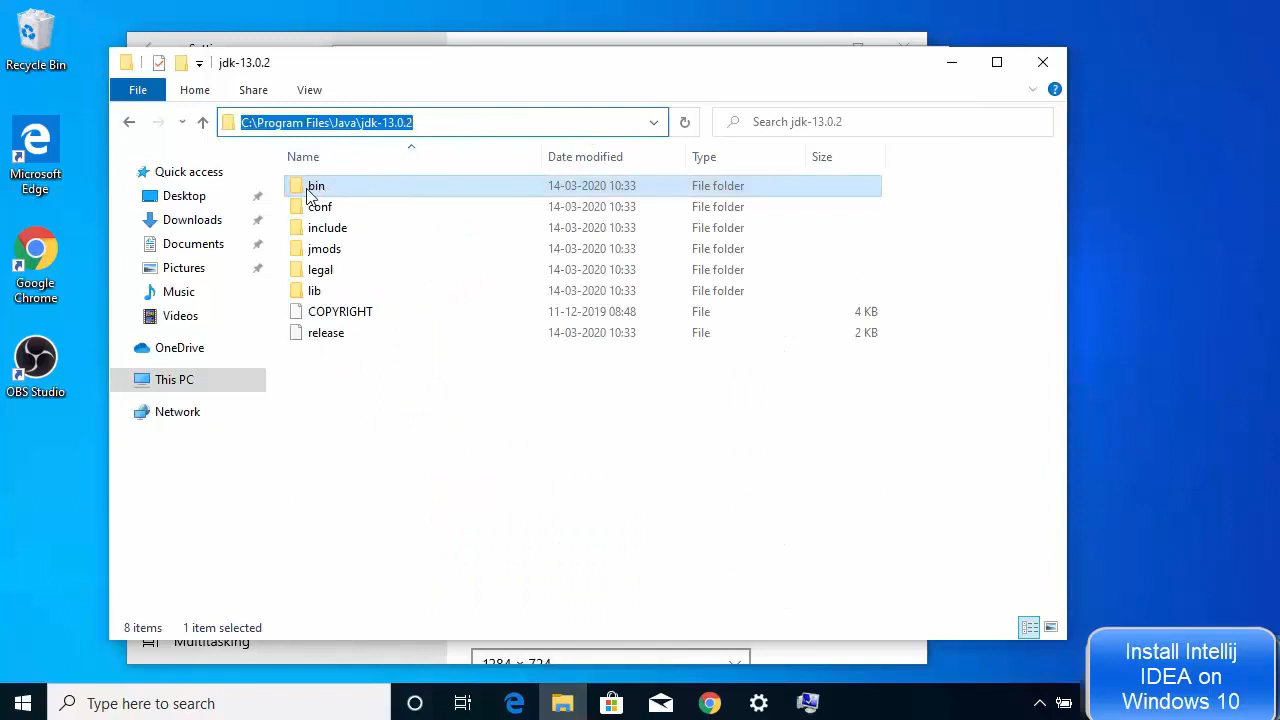 Recycle Bin
Microsoft
Edge
Google
Chrome
OBS Studio
jdk-13.0.2
File
Home
Share
View
C:\Program Files\Java\jdk-13.0.2
Search jdk-13.0.2
Quick access
Desktop
Downloads
Documents
Pictures
Music
Videos
OneDrive
This PC
Network
Name Date modified Type Size
bin 14-03-2020 10:33 File folder
conf 14-03-2020 10:33 File folder
include 14-03-2020 10:33 File folder
jmods 14-03-2020 10:33 File folder
legal 14-03-2020 10:33 File folder
lib 14-03-2020 10:33 File folder
COPYRIGHT 11-12-2019 08:48 File 4 KB
release 14-03-2020 10:33 File 2 KB
8 items 1 item selected
Multitasking
1284 × 724
Install Intellij
IDEA on
Windows 10
Type here to search